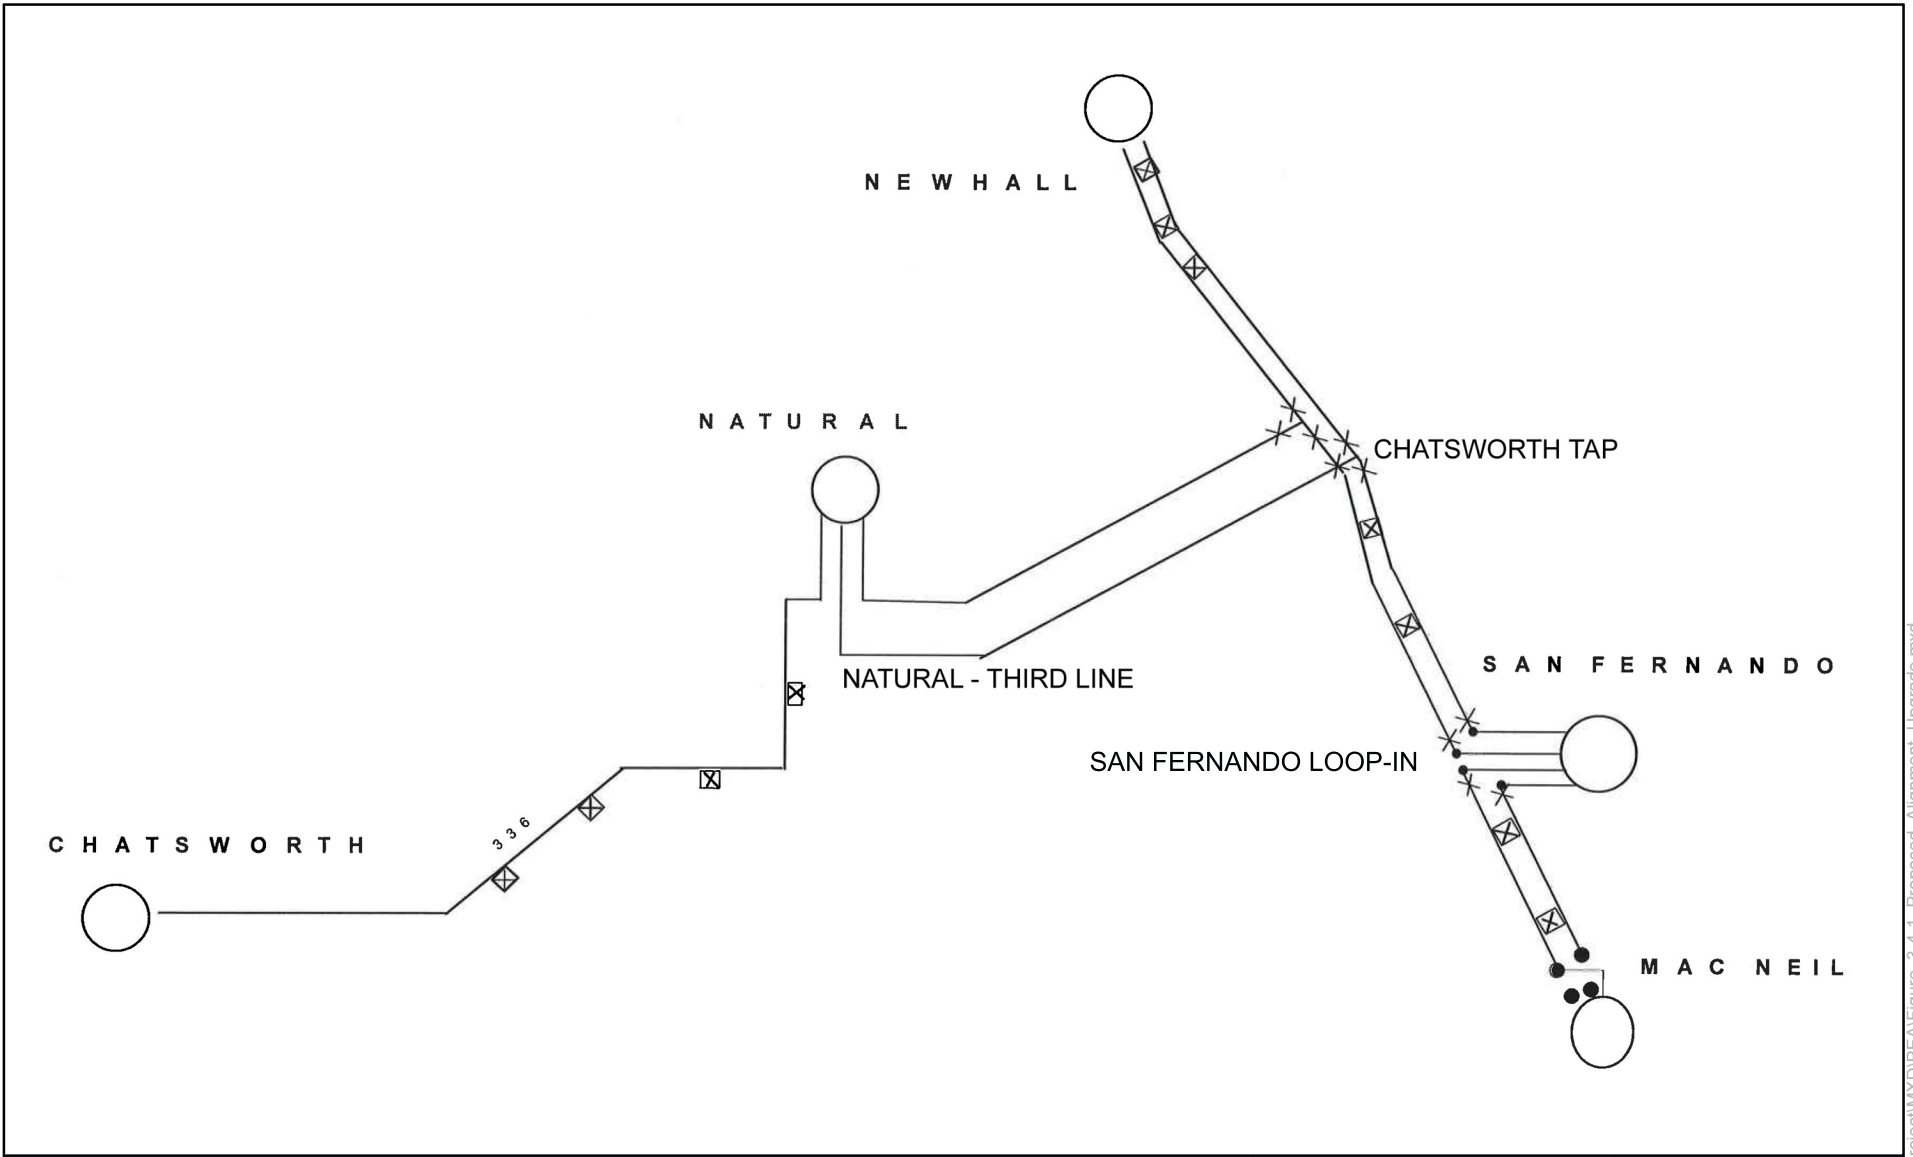 NEWHALL
NATURAL
CHATSWORTH TAP
SAN FERNANDO
NATURAL - THIRD LINE
SAN FERNANDO LOOP-IN
336
CHATSWORTH
MAC NEIL